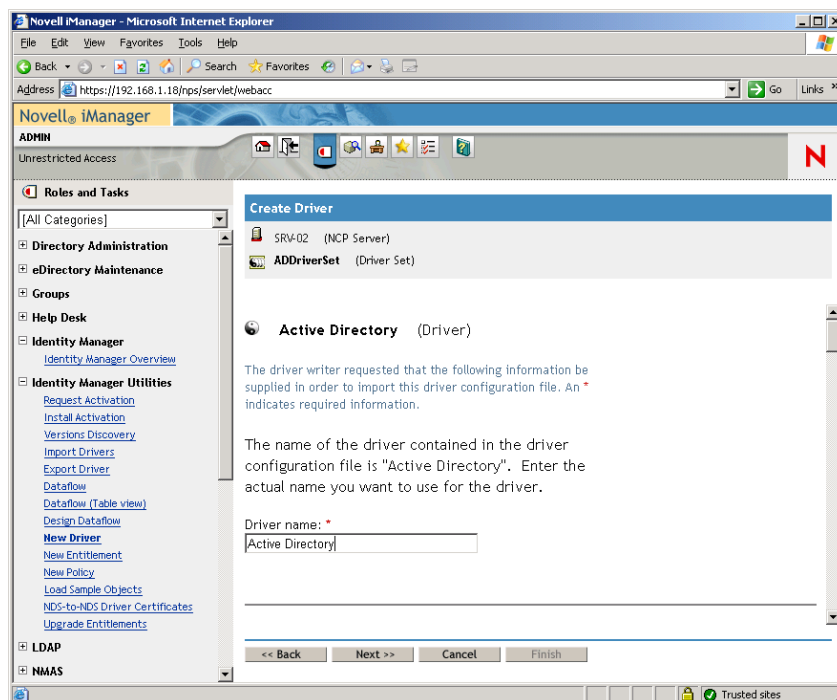 Novell iManager - Microsoft Internet Explorer
File Edit View Favorites Tools Help
Back Search Favorites
Address https://192.168.1.18/nps/servlet/webacc Go Links »
Novell® iManager
ADMIN
Unrestricted Access
N
Roles and Tasks
[All Categories]
Directory Administration
eDirectory Maintenance
Groups
Help Desk
Identity Manager
Identity Manager Overview
Identity Manager Utilities
Request Activation
Install Activation
Versions Discovery
Import Drivers
Export Driver
Dataflow
Dataflow (Table view)
Design Dataflow
New Driver
New Entitlement
New Policy
Load Sample Objects
NDS-to-NDS Driver Certificates
Upgrade Entitlements
LDAP
NMAS
Create Driver
SRV-02 (NCP Server)
ADDriverSet (Driver Set)
Active Directory (Driver)
The driver writer requested that the following information be
supplied in order to import this driver configuration file. An *
indicates required information.
The name of the driver contained in the driver
configuration file is "Active Directory". Enter the
actual name you want to use for the driver.
Driver name: *
Active Directory
<< Back Next >> Cancel Finish
Trusted sites